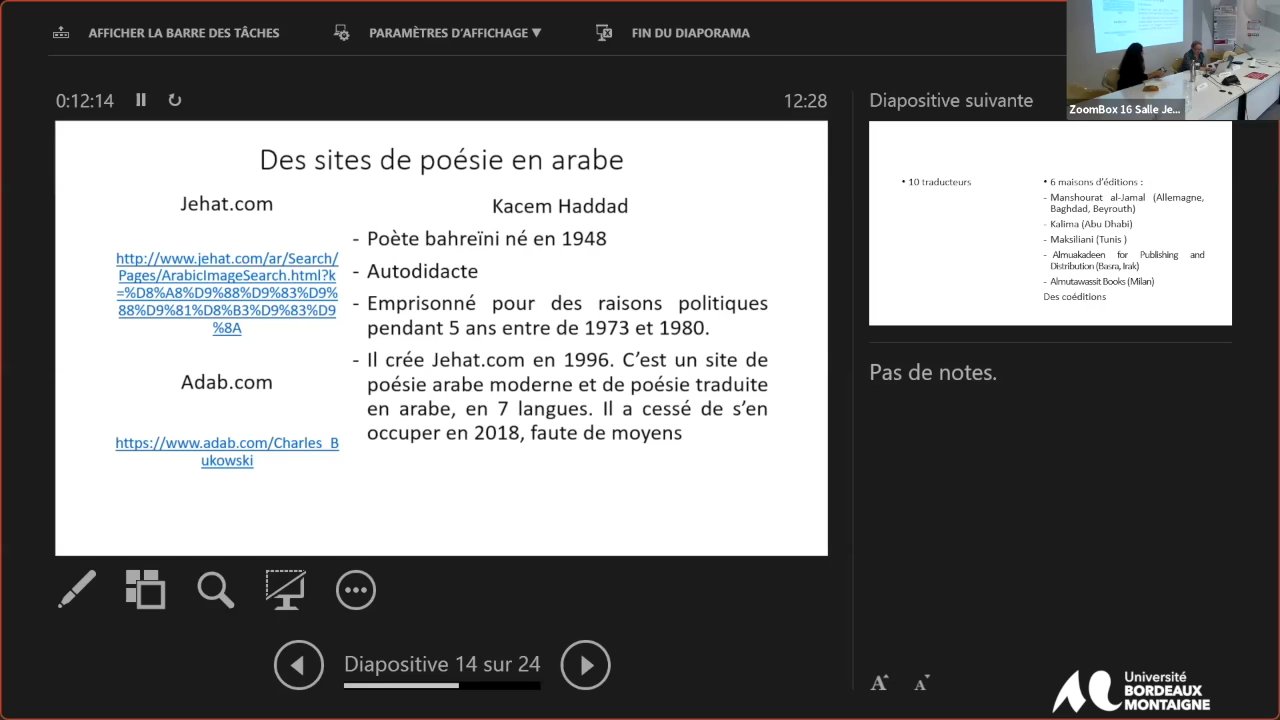 AFFICHER LA BARRE DES TÂCHES
PARAMÈTRES D'AFFICHAGE ▼
FIN DU DIAPORAMA
ZoomBox 16 Salle Je...
0:12:14
12:28
Des sites de poésie en arabe
Jehat.com
http://www.jehat.com/ar/Search/
Pages/ArabicImageSearch.html?k
=%D8%A8%D9%88%D9%83%D9%
88%D9%81%D8%B3%D9%83%D9
%8A
Adab.com
https://www.adab.com/Charles_B
ukowski
Kacem Haddad
- Poète bahreïni né en 1948
- Autodidacte
- Emprisonné pour des raisons politiques
pendant 5 ans entre de 1973 et 1980.
- Il crée Jehat.com en 1996. C'est un site de
poésie arabe moderne et de poésie traduite
en arabe, en 7 langues. Il a cessé de s'en
occuper en 2018, faute de moyens
Diapositive suivante
• 10 traducteurs
• 6 maisons d'éditions :
- Manshourat al-Jamal (Allemagne,
Baghdad, Beyrouth)
- Kalima (Abu Dhabi)
- Maksiliani (Tunis )
- Almuakadeen for Publishing and
Distribution (Basra, Irak)
- Almutawassit Books (Milan)
Des coéditions
Pas de notes.
Diapositive 14 sur 24
A A
Université
BORDEAUX
MONTAIGNE